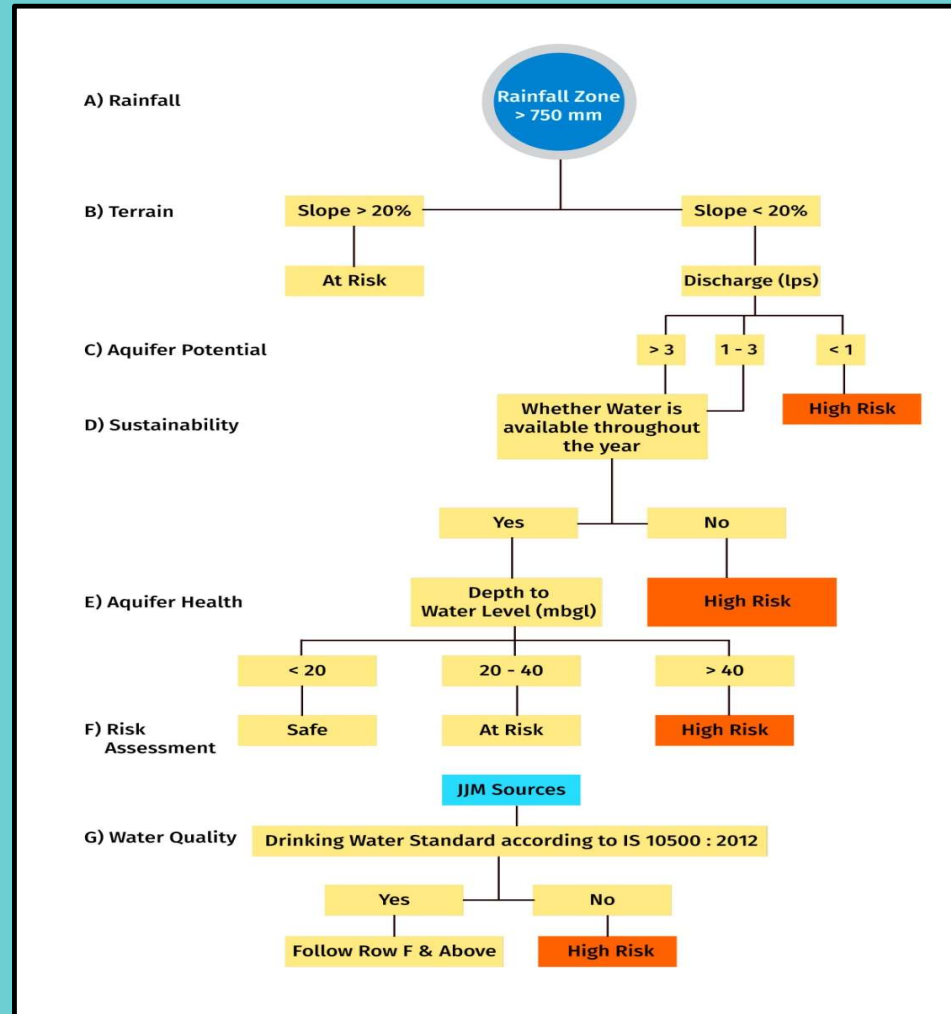 A) Rainfall
Rainfall Zone
> 750 mm
B) Terrain
Slope > 20%
Slope < 20%
At Risk
Discharge (lps)
C) Aquifer Potential
> 3
1 - 3
< 1
D) Sustainability
Whether Water is
available throughout
the year
High Risk
Yes
No
E) Aquifer Health
Depth to
Water Level (mbgl)
High Risk
< 20
20 - 40
> 40
F) Risk
Assessment
Safe
At Risk
High Risk
JJM Sources
G) Water Quality
Drinking Water Standard according to IS 10500 : 2012
Yes
No
Follow Row F & Above
High Risk